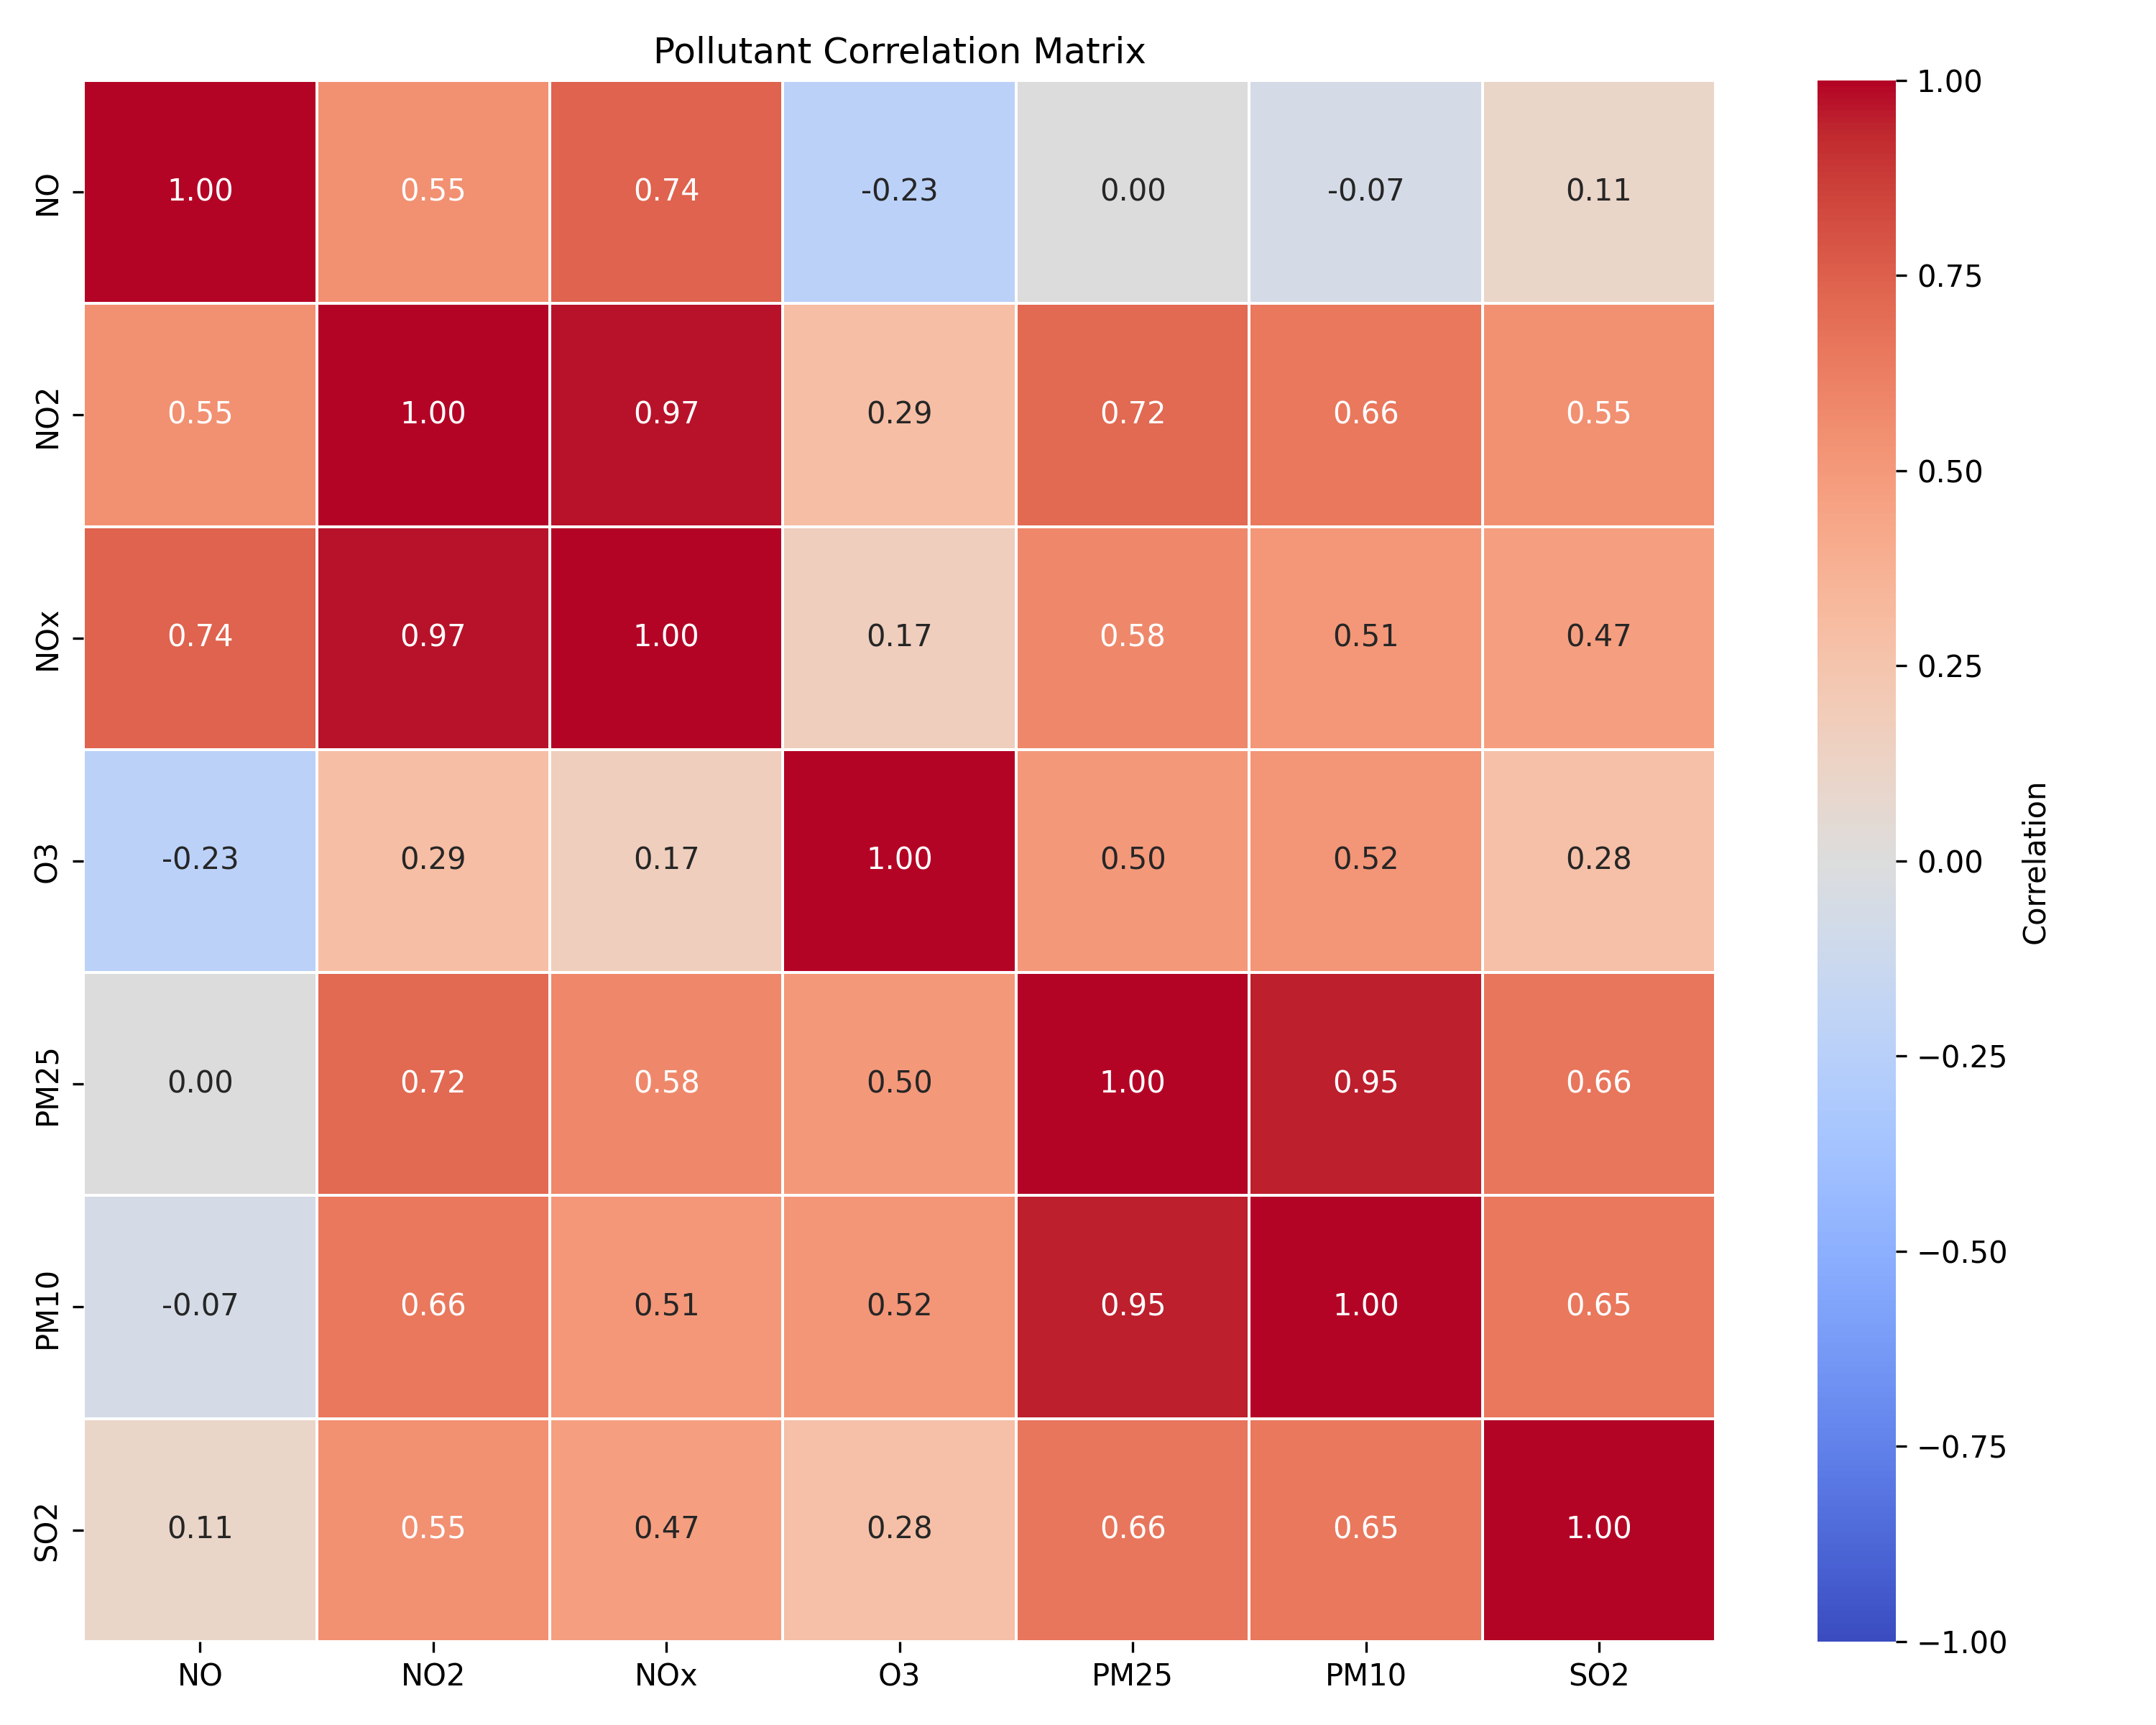 Pollutant Correlation Matrix
NO 1.00 0.55 0.74 -0.23 0.00 -0.07 0.11
NO2 0.55 1.00 0.97 0.29 0.72 0.66 0.55
NOx 0.74 0.97 1.00 0.17 0.58 0.51 0.47
O3 -0.23 0.29 0.17 1.00 0.50 0.52 0.28
PM25 0.00 0.72 0.58 0.50 1.00 0.95 0.66
PM10 -0.07 0.66 0.51 0.52 0.95 1.00 0.65
SO2 0.11 0.55 0.47 0.28 0.66 0.65 1.00
NO NO2 NOx O3 PM25 PM10 SO2
1.00
0.75
0.50
0.25
0.00
−0.25
−0.50
−0.75
−1.00
Correlation